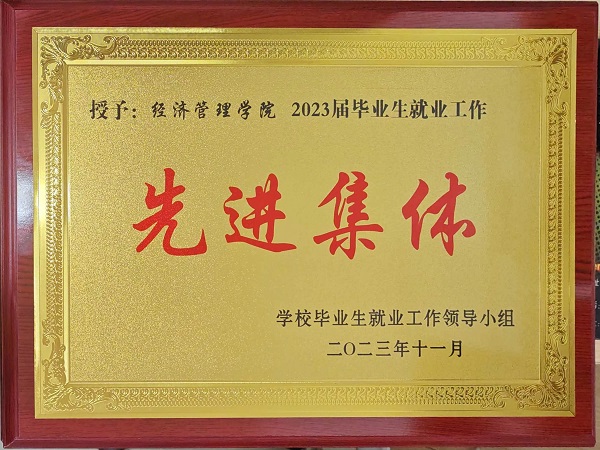 授予：经济管理学院 2023届毕业生就业工作
先进集体
学校毕业生就业工作领导小组
二〇二三年十一月